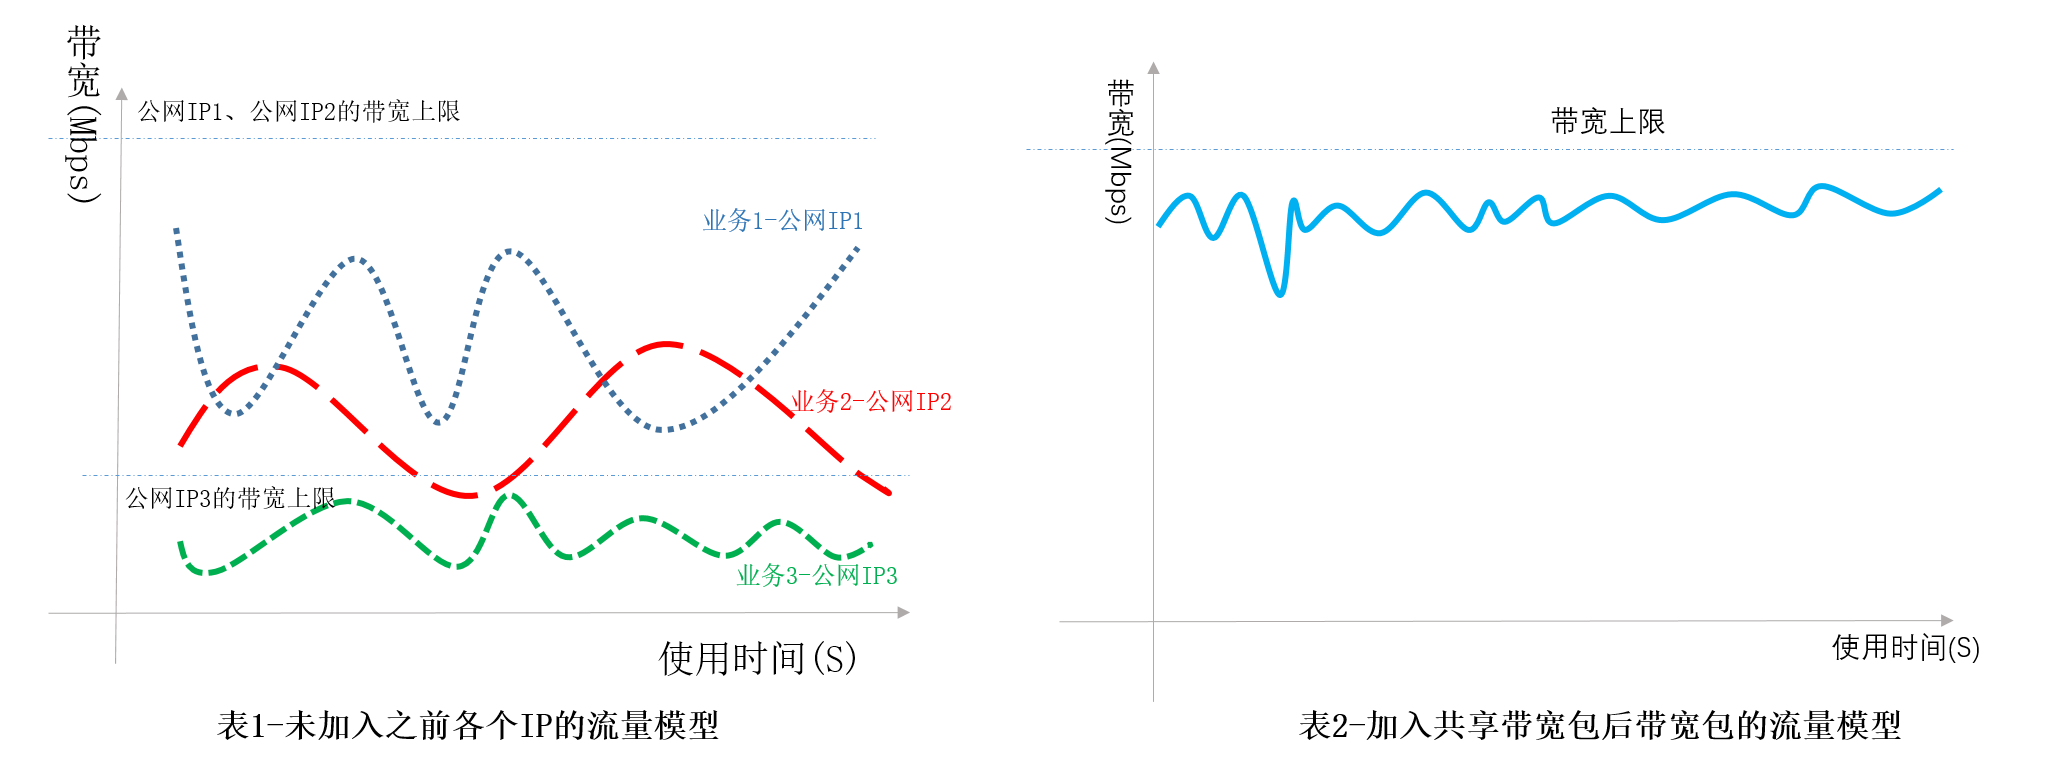 带宽(Mbps)
公网IP1、公网IP2的带宽上限
业务1-公网IP1
业务2-公网IP2
公网IP3的带宽上限
业务3-公网IP3
使用时间(S)
表1-未加入之前各个IP的流量模型
带宽(Mbps)
带宽上限
使用时间(S)
表2-加入共享带宽包后带宽包的流量模型